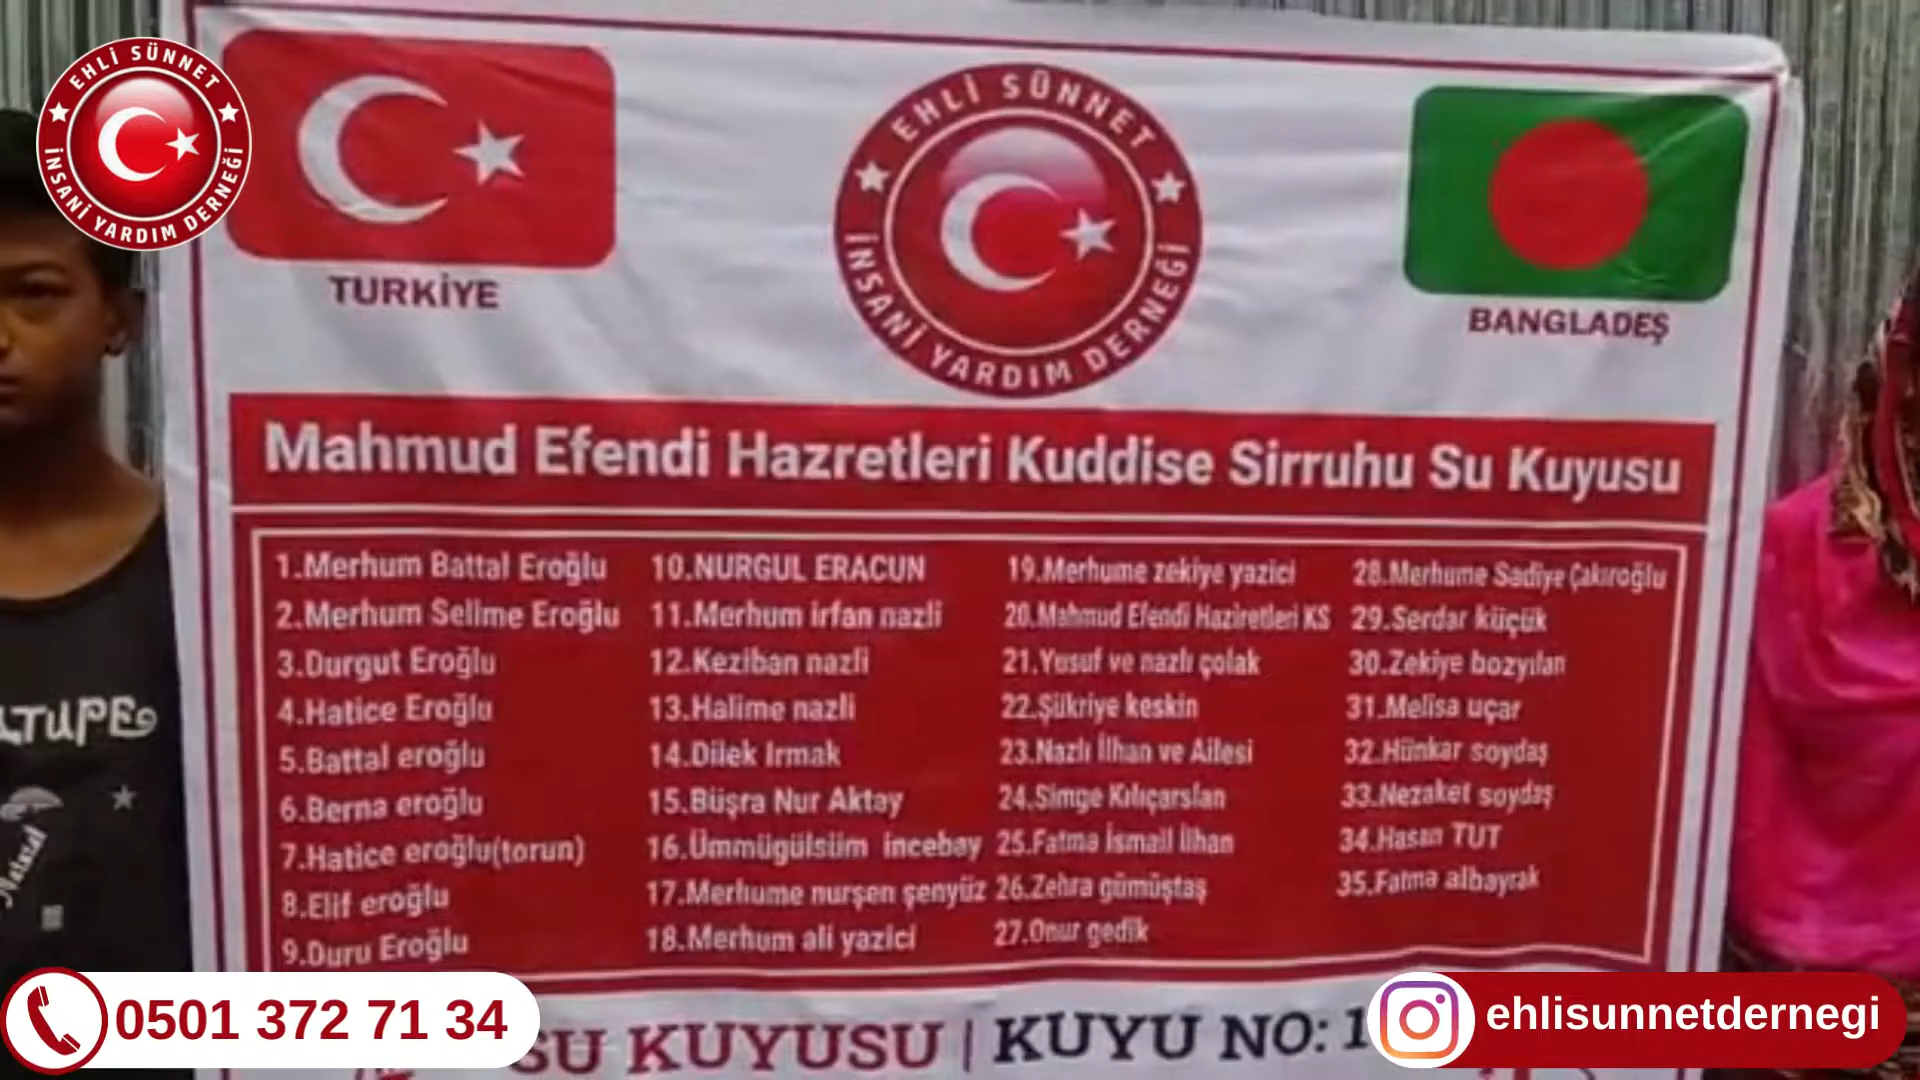 EHLİ SÜNNET
İNSANİ YARDIM DERNEĞİ
EHLİ SÜNNET
İNSANİ YARDIM DERNEĞİ
TURKİYE
BANGLADEŞ
Mahmud Efendi Hazretleri Kuddise Sirruhu Su Kuyusu
1.Merhum Battal Eroğlu
2.Merhum Selime Eroğlu
3.Durgut Eroğlu
4.Hatice Eroğlu
5.Battal eroğlu
6.Berna eroğlu
7.Hatice eroğlu(torun)
8.Elif eroğlu
9.Duru Eroğlu
10.NURGUL ERACUN
11.Merhum irfan nazli
12.Keziban nazli
13.Halime nazli
14.Dilek Irmak
15.Büşra Nur Aktay
16.Ümmügülsüm incebay
17.Merhume nurşen şenyüz
18.Merhum ali yazici
19.Merhume zekiye yazici
20.Mahmud Efendi Haziretleri KS
21.Yusuf ve nazlı çolak
22.Şükriye keskin
23.Nazlı İlhan ve Ailesi
24.Simge Kılıçarslan
25.Fatma İsmail İlhan
26.Zehra gümüştaş
27.Onur gedik
28.Merhume Sadiye Çakıroğlu
29.Serdar küçük
30.Zekiye bozyılan
31.Melisa uçar
32.Hünkar soydaş
33.Nezaket soydaş
34.Hasan TUT
35.Fatma albayrak
SU KUYUSU | KUYU NO: 1
Natural
0501 372 71 34
ehlisunnetdernegi